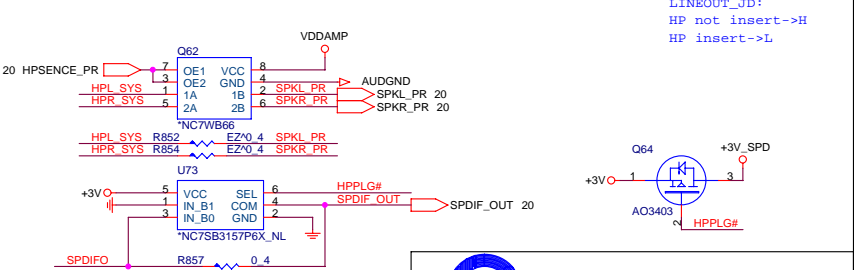 LINEOUT_JD:
HP not insert->H
HP insert->L
VDDAMP
Q62
20 HPSENCE_PR
7 OE1 VCC 8
3 OE2 GND 4 AUDGND
HPL_SYS 1 1A 1B 2 SPKL_PR SPKL_PR 20
HPR_SYS 5 2A 2B 6 SPKR_PR SPKR_PR 20
*NC7WB66
HPL_SYS R852 EZ^0_4 SPKL_PR
HPR_SYS R854 EZ^0_4 SPKR_PR
U73
+3V 5 VCC SEL 6 HPPLG#
1 IN_B1 COM 4 SPDIF_OUT SPDIF_OUT 20
3 IN_B0 GND 2
*NC7SB3157P6X_NL
SPDIFO R857 0_4
Q64
+3V_SPD
+3V 1 3
AO3403
2 HPPLG#